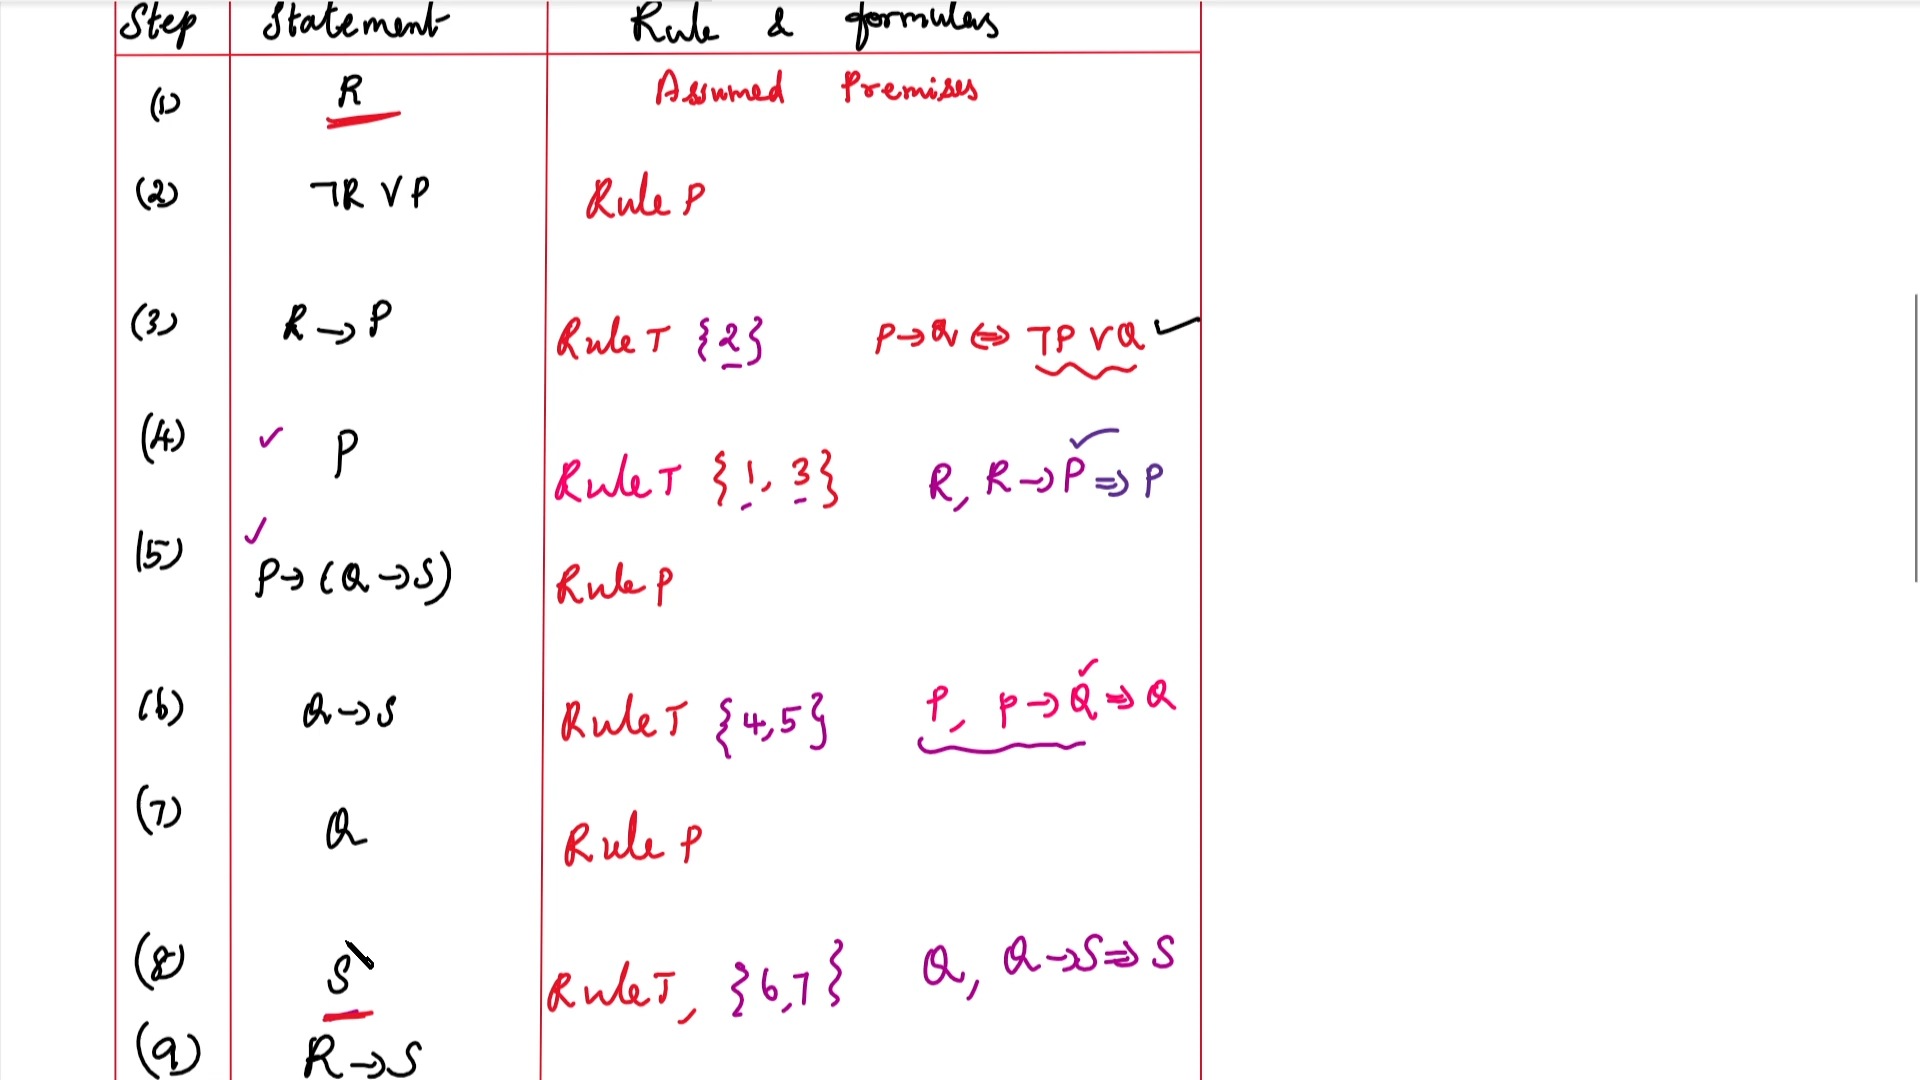 Step Statement Rule & formulas
(1) R Assumed Premises
(2) ¬R ∨ P Rule P
(3) R → P Rule T {2} P → Q ⇔ ¬P ∨ Q
(4) P Rule T {1, 3} R, R → P ⇒ P
(5) P → (Q → S) Rule P
(6) Q → S Rule T {4,5} P, P → Q ⇒ Q
(7) Q Rule P
(8) S Rule T, {6,7} Q, Q → S ⇒ S
(9) R → S